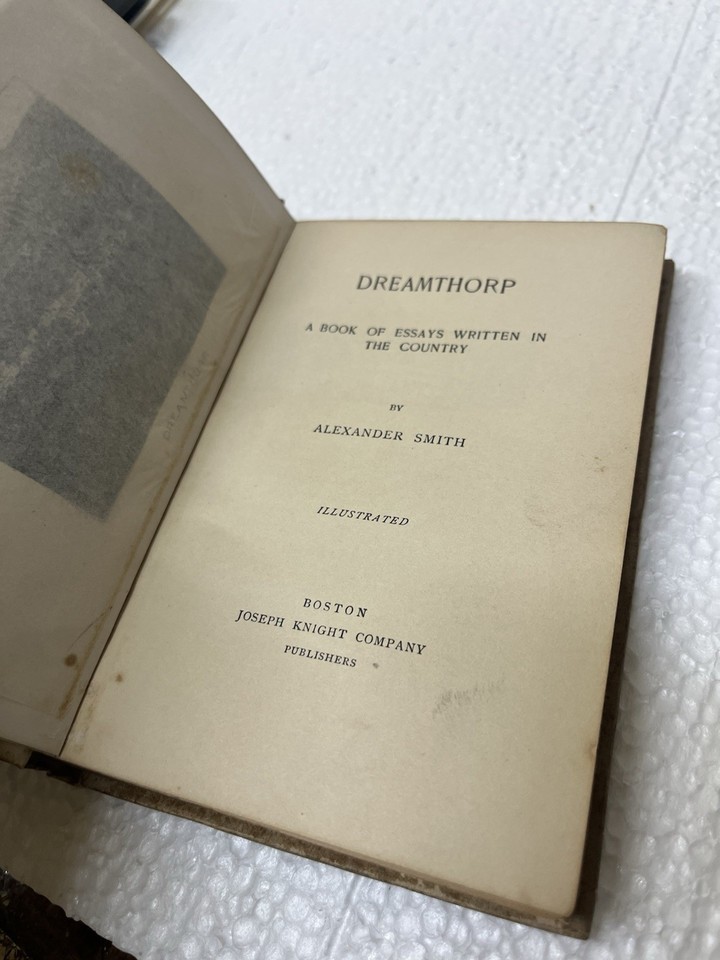 DREAMTHORP
A BOOK OF ESSAYS WRITTEN IN
THE COUNTRY
BY
ALEXANDER SMITH
ILLUSTRATED
BOSTON
JOSEPH KNIGHT COMPANY
PUBLISHERS